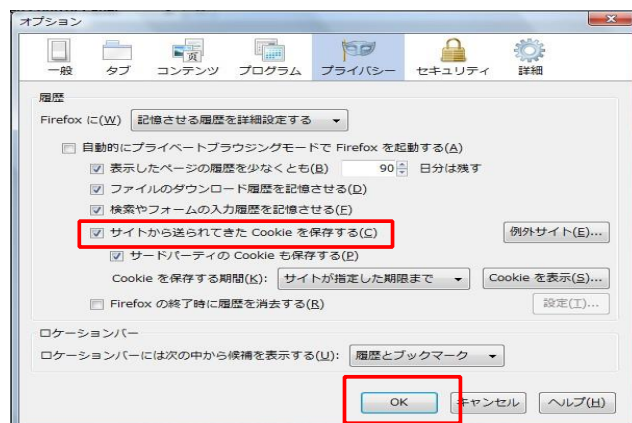 オプション
一般 タブ コンテンツ プログラム プライバシー セキュリティ 詳細
履歴
Firefox に(W) 記憶させる履歴を詳細設定する
自動的にプライベートブラウジングモードで Firefox を起動する(A)
表示したページの履歴を少なくとも(B) 90 日分は残す
ファイルのダウンロード履歴を記憶させる(D)
検索やフォームの入力履歴を記憶させる(F)
サイトから送られてきた Cookie を保存する(C) 例外サイト(E)...
サードパーティの Cookie も保存する(P)
Cookie を保存する期間(K): サイトが指定した期限まで Cookie を表示(S)...
Firefox の終了時に履歴を消去する(R) 設定(T)...
ロケーションバー
ロケーションバーには次の中から候補を表示する(U): 履歴とブックマーク
OK キャンセル ヘルプ(H)